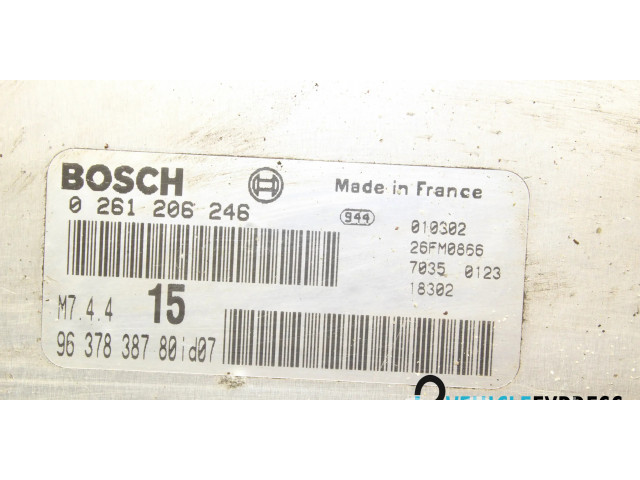 BOSCH
Made in France
0 261 206 246
944
010302
26FM0866
7035 0123
18302
M7.4.4 15
96 378 387 80id07
VEHICLEEXPRESS